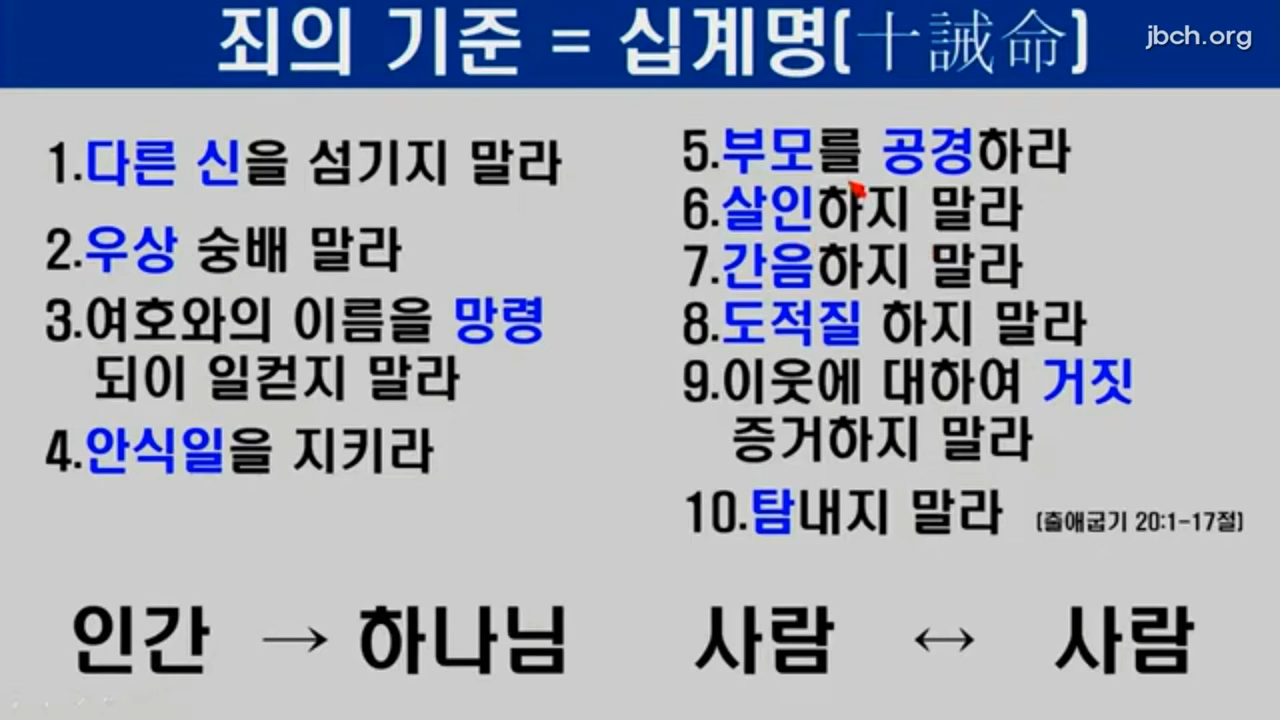 죄의 기준 = 십계명(十誡命)
jbch.org
1.다른 신을 섬기지 말라
2.우상 숭배 말라
3.여호와의 이름을 망령
되이 일컫지 말라
4.안식일을 지키라
인간 → 하나님
5.부모를 공경하라
6.살인하지 말라
7.간음하지 말라
8.도적질 하지 말라
9.이웃에 대하여 거짓
증거하지 말라
10.탐내지 말라 (출애굽기 20:1-17절)
사람 ↔ 사람